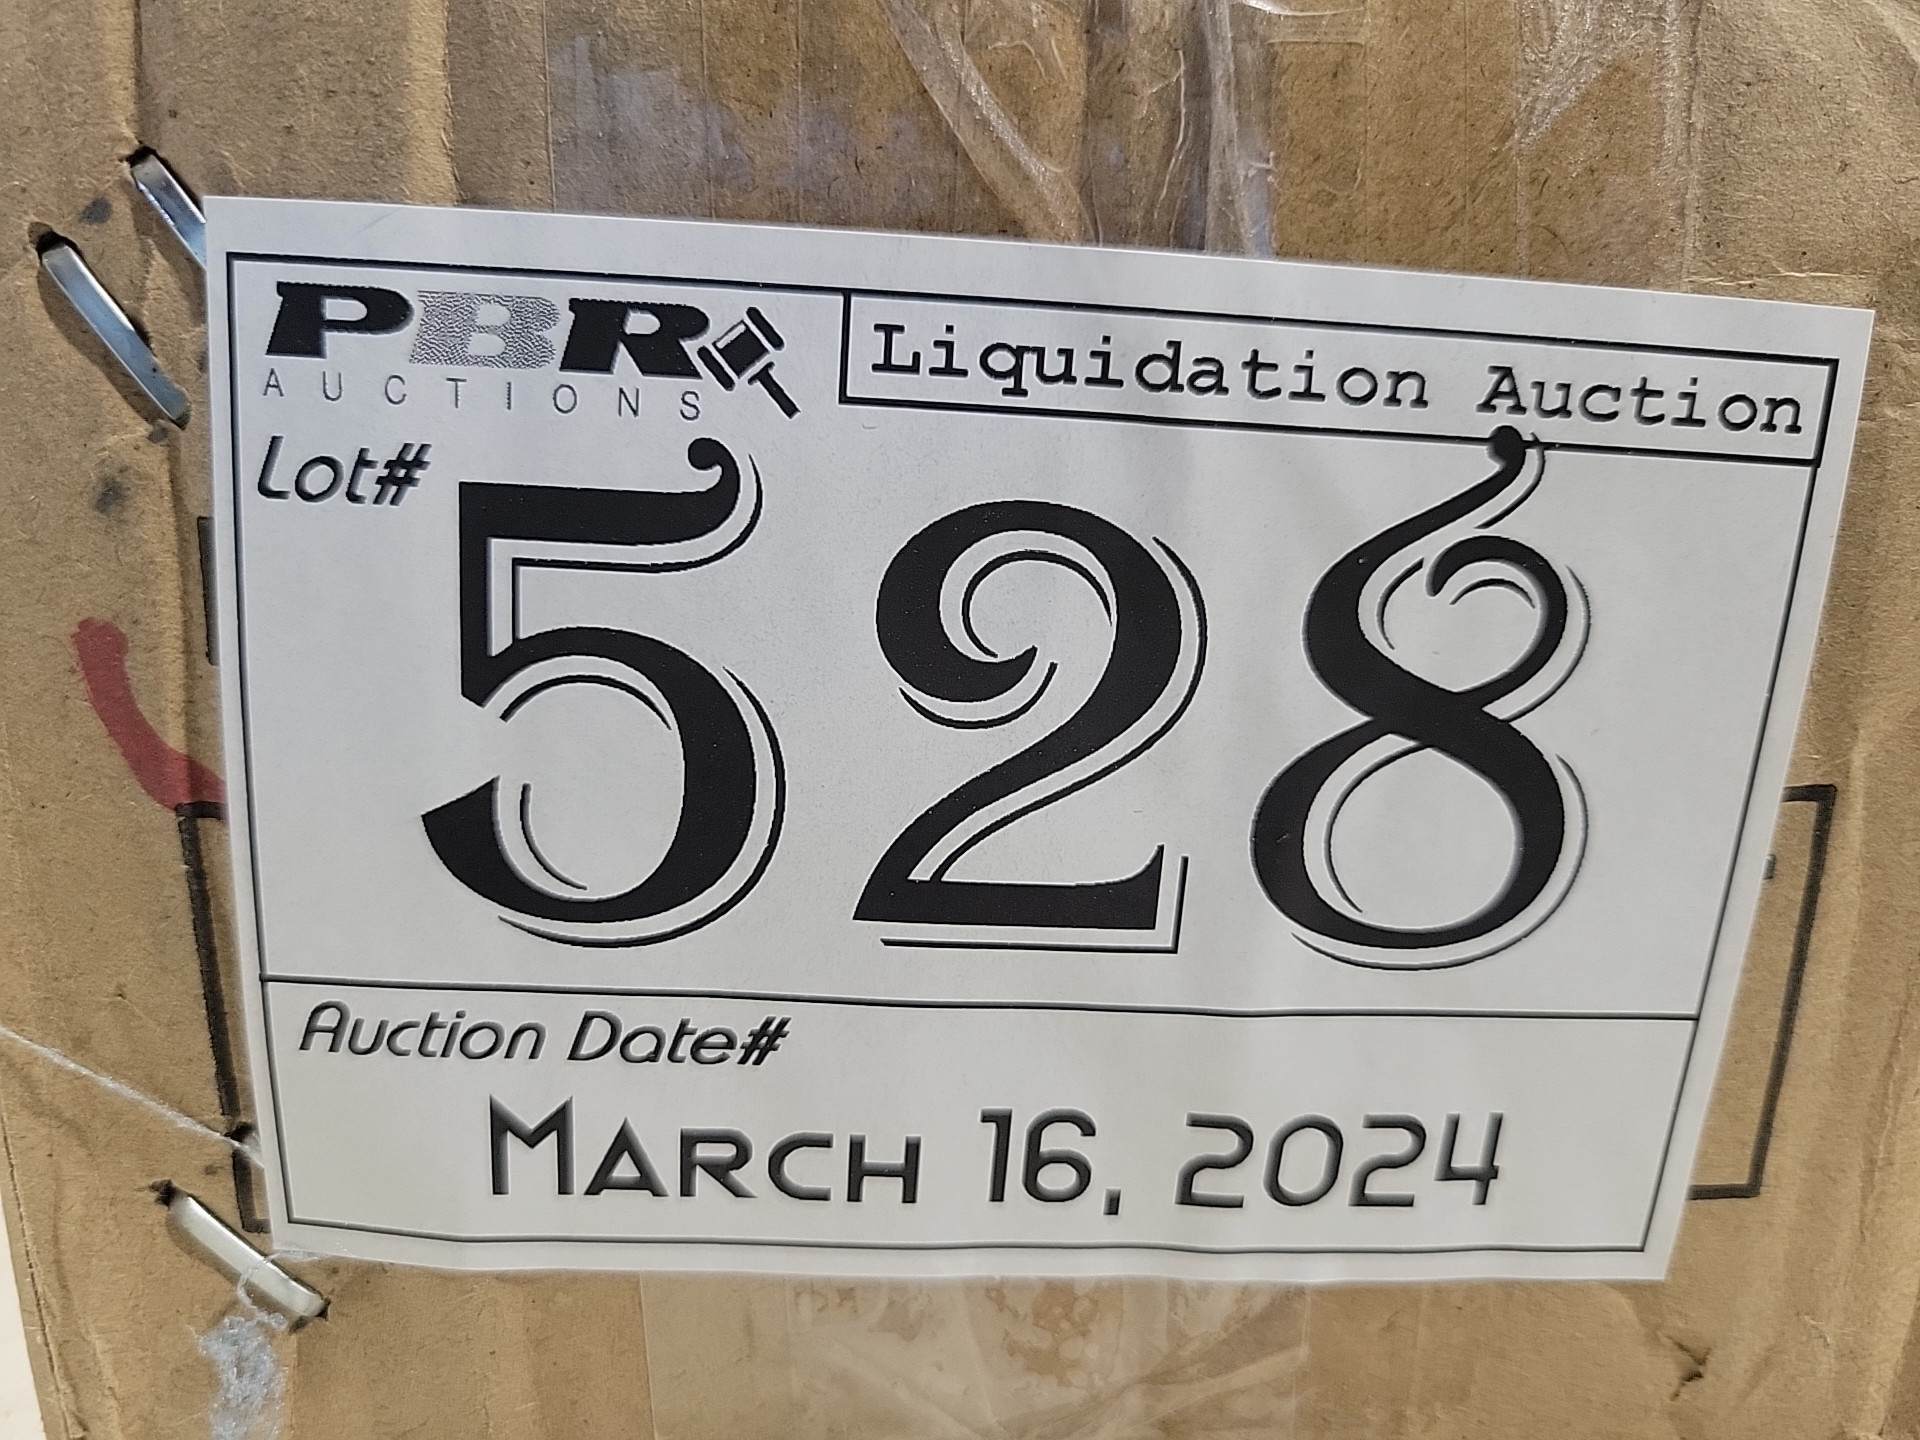 PBR
AUCTIONS
Liquidation Auction
Lot#
528
Auction Date#
March 16, 2024